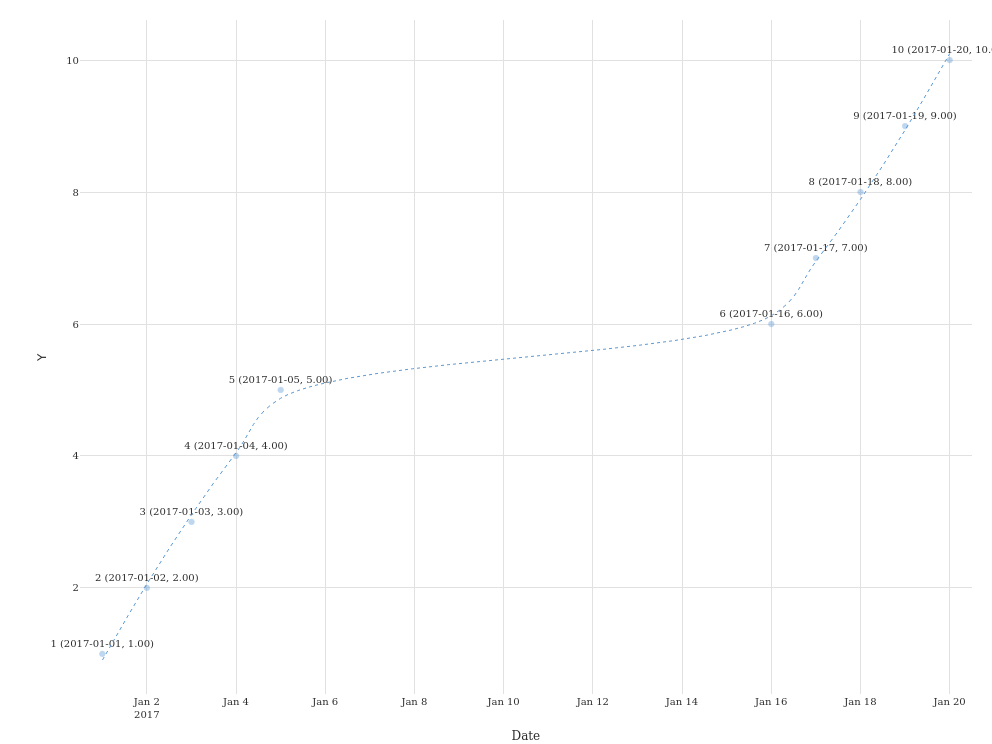 10 (2017-01-20, 10.
10
9 (2017-01-19, 9.00)
8 (2017-01-18, 8.00)
8
7 (2017-01-17, 7.00)
6 (2017-01-16, 6.00)
6
Y
5 (2017-01-05, 5.00)
4 (2017-01-04, 4.00)
4
3 (2017-01-03, 3.00)
2 (2017-01-02, 2.00)
2
1 (2017-01-01, 1.00)
Jan 2 Jan 4 Jan 6 Jan 8 Jan 10 Jan 12 Jan 14 Jan 16 Jan 18 Jan 20
2017
Date